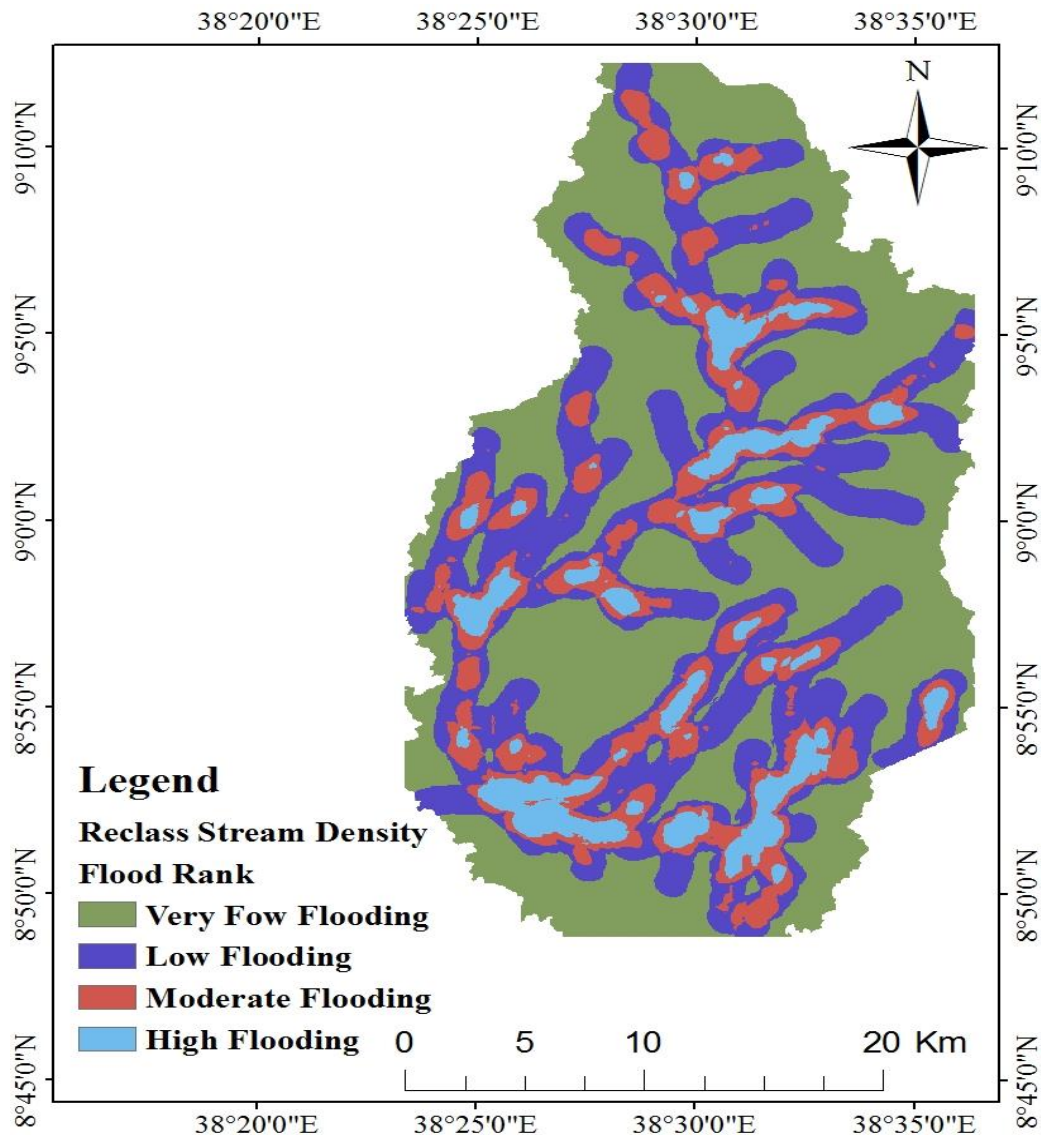 38°20'0"E 38°25'0"E 38°30'0"E 38°35'0"E
N
9°10'0"N 9°10'0"N
9°5'0"N 9°5'0"N
9°0'0"N 9°0'0"N
8°55'0"N 8°55'0"N
Legend
Reclass Stream Density
Flood Rank
8°50'0"N 8°50'0"N
Very Fow Flooding
Low Flooding
Moderate Flooding
High Flooding
0 5 10 20 Km
8°45'0"N 8°45'0"N
38°20'0"E 38°25'0"E 38°30'0"E 38°35'0"E